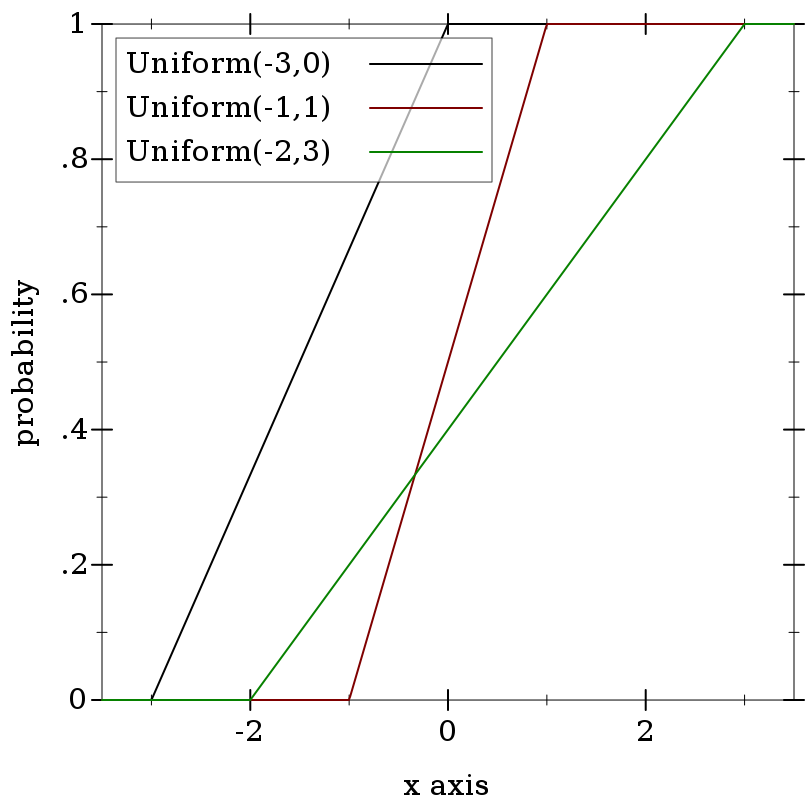 1
.8
.6
.4
.2
0
probability
Uniform(-3,0)
Uniform(-1,1)
Uniform(-2,3)
-2 0 2
x axis